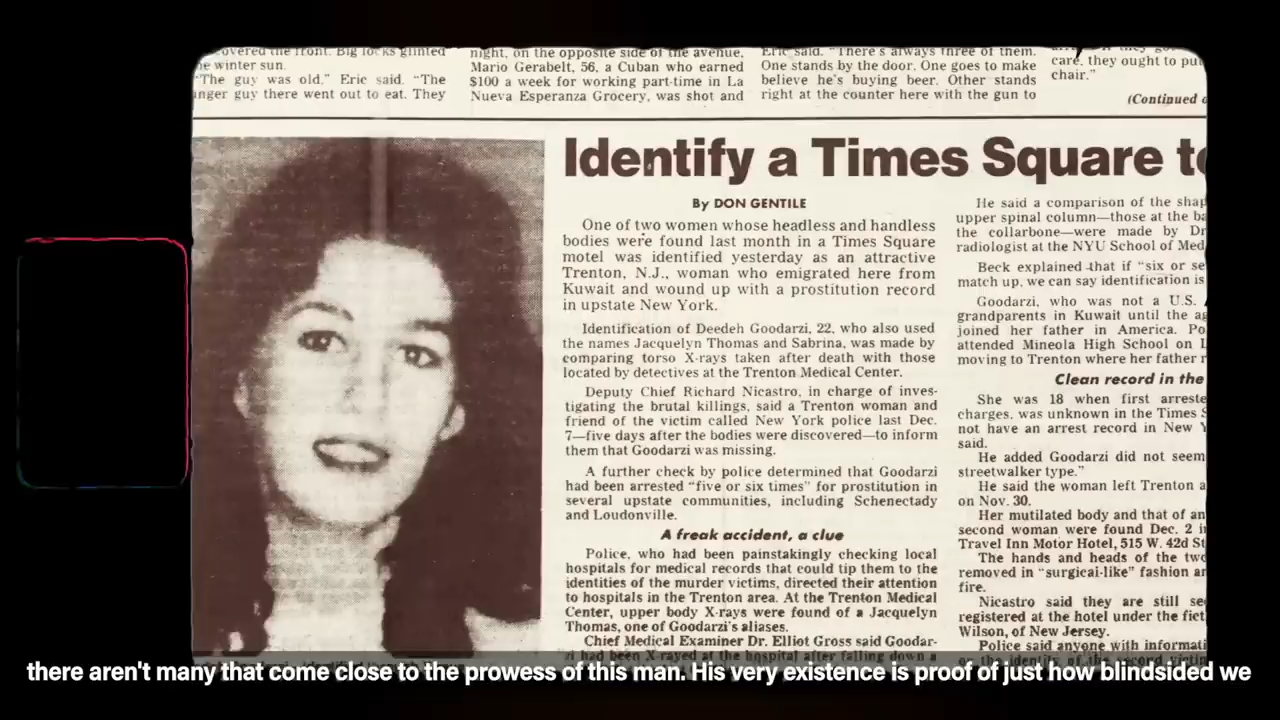 overed the front. Big locks glinted
he winter sun.
"The guy was old," Eric said. "The
nger guy there went out to eat. They
night, on the opposite side of the avenue,
Mario Gerabelt, 56, a Cuban who earned
$100 a week for working part-time in La
Nueva Esperanza Grocery, was shot and
Eric said. "There's always three of them.
One stands by the door. One goes to make
believe he's buying beer. Other stands
right at the counter here with the gun to
care, they ought to put
chair."
(Continued o
Identify a Times Square to
By DON GENTILE
One of two women whose headless and handless
bodies were found last month in a Times Square
motel was identified yesterday as an attractive
Trenton, N.J., woman who emigrated here from
Kuwait and wound up with a prostitution record
in upstate New York.
Identification of Deedeh Goodarzi, 22, who also used
the names Jacquelyn Thomas and Sabrina, was made by
comparing torso X-rays taken after death with those
located by detectives at the Trenton Medical Center.
Deputy Chief Richard Nicastro, in charge of inves-
tigating the brutal killings, said a Trenton woman and
friend of the victim called New York police last Dec.
7—five days after the bodies were discovered—to inform
them that Goodarzi was missing.
A further check by police determined that Goodarzi
had been arrested "five or six times" for prostitution in
several upstate communities, including Schenectady
and Loudonville.
A freak accident, a clue
Police, who had been painstakingly checking local
hospitals for medical records that could tip them to the
identities of the murder victims, directed their attention
to hospitals in the Trenton area. At the Trenton Medical
Center, upper body X-rays were found of a Jacquelyn
Thomas, one of Goodarzi's aliases.
Chief Medical Examiner Dr. Elliot Gross said Goodar-
zi had been X-rayed at the hospital after falling down a
He said a comparison of the shap
upper spinal column—those at the ba
the collarbone—were made by Dr
radiologist at the NYU School of Med
Beck explained that if "six or se
match up, we can say identification is
Goodarzi, who was not a U.S.
grandparents in Kuwait until the ag
joined her father in America. Po
attended Mineola High School on L
moving to Trenton where her father r
Clean record in the
She was 18 when first arreste
charges, was unknown in the Times S
not have an arrest record in New Y
said.
He added Goodarzi did not seem
streetwalker type."
He said the woman left Trenton a
on Nov. 30.
Her mutilated body and that of an
second woman were found Dec. 2 i
Travel Inn Motor Hotel, 515 W. 42d St
The hands and heads of the two
removed in "surgical-like" fashion an
fire.
Nicastro said they are still se
registered at the hotel under the fict
Wilson, of New Jersey.
Police said anyone with informati
there aren't many that come close to the prowess of this man. His very existence is proof of just how blindsided we